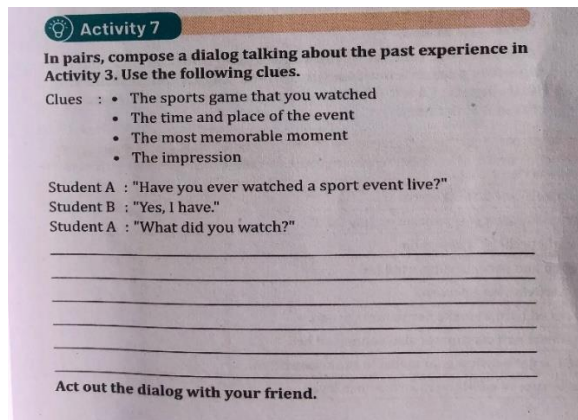 Activity 7
In pairs, compose a dialog talking about the past experience in
Activity 3. Use the following clues.
Clues : • The sports game that you watched
• The time and place of the event
• The most memorable moment
• The impression
Student A : "Have you ever watched a sport event live?"
Student B : "Yes, I have."
Student A : "What did you watch?"
Act out the dialog with your friend.